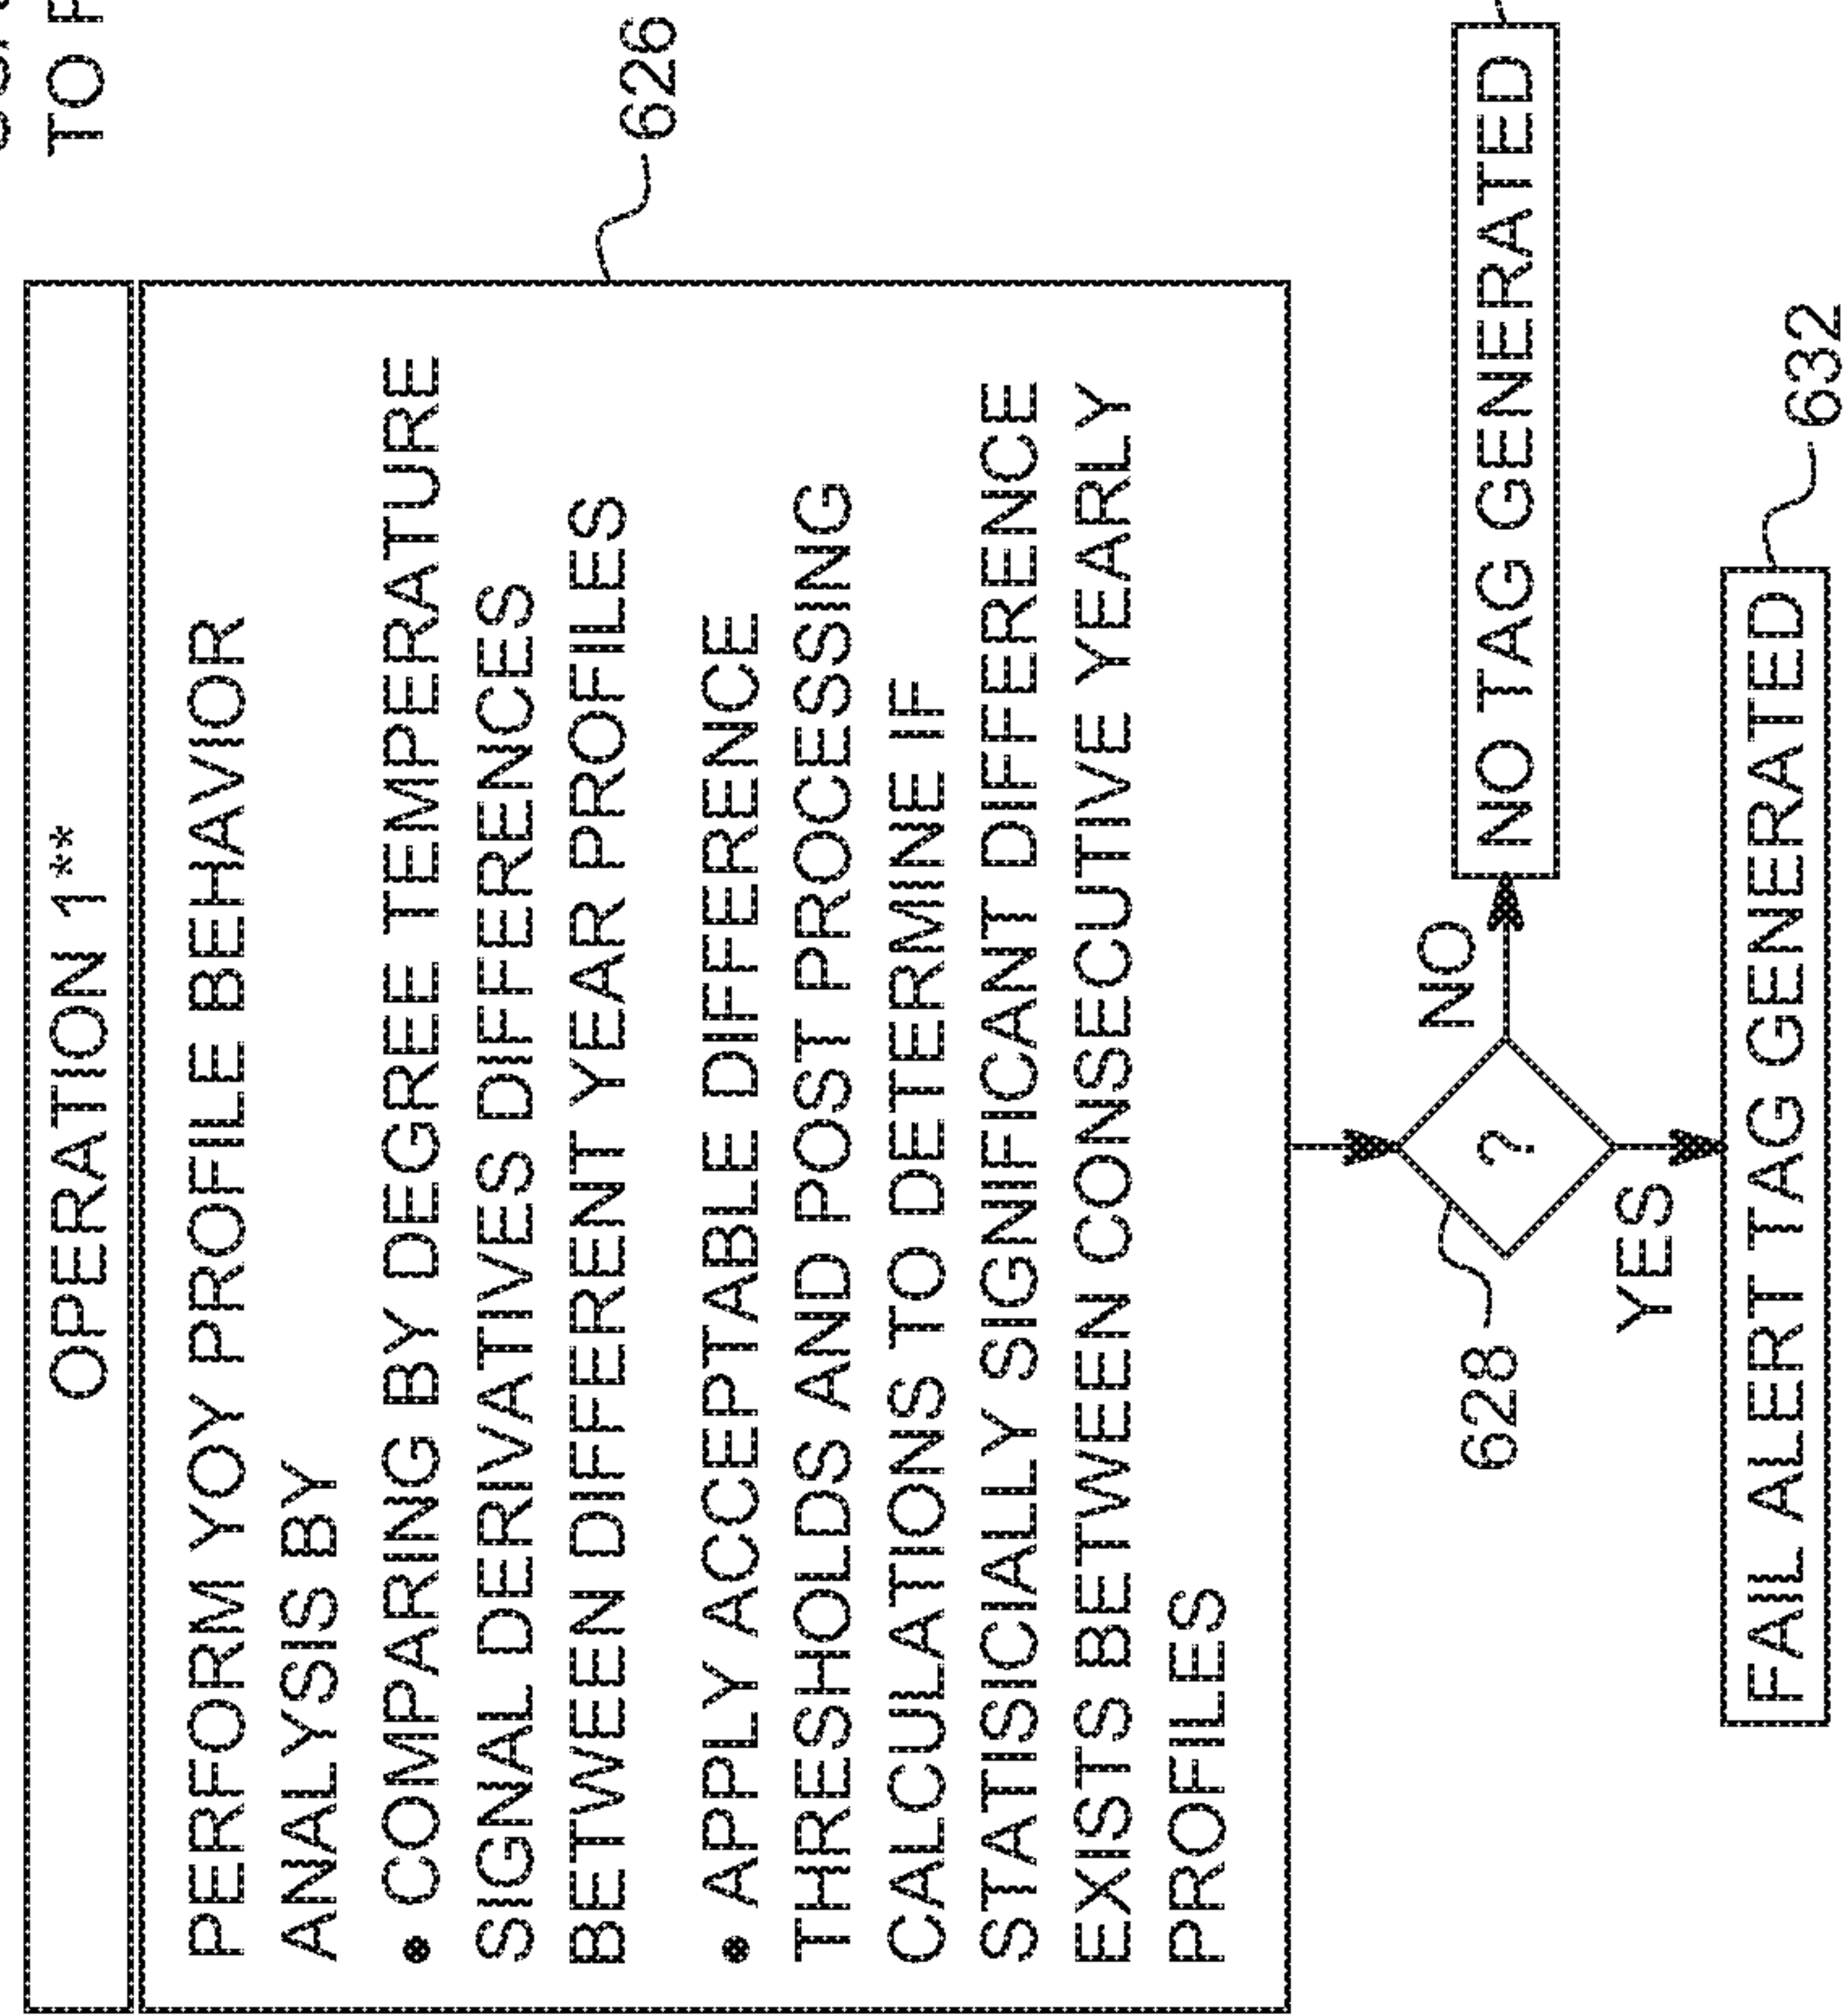 TO
OPERATION 1**
PERFORM YOY PROFILE BEHAVIOR
ANALYSIS BY
• COMPARING BY DEGREE TEMPERATURE
SIGNAL DERIVATIVES DIFFERENCES
BETWEEN DIFFERENT YEAR PROFILES
• APPLY ACCEPTABLE DIFFERENCE
THRESHOLDS AND POST PROCESSING
CALCULATIONS TO DETERMINE IF
STATISICIALLY SIGNIFICANT DIFFERENCE
EXISTS BETWEEN CONSECUTIVE YEARLY
PROFILES
626
628
?
NO
NO TAG GENERATED
YES
FAIL ALERT TAG GENERATED
632